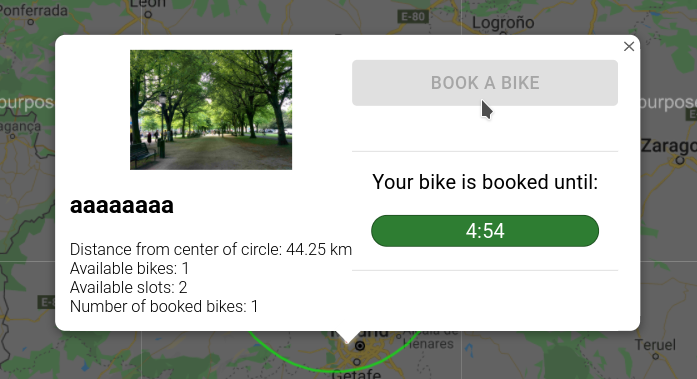 Ponferrada
León
E-80
Logroño
BOOK A BIKE
aaaaaaaa
Distance from center of circle: 44.25 km
Available bikes: 1
Available slots: 2
Number of booked bikes: 1
Your bike is booked until:
4:54
ourpose
ourpos
Zarago
Henares
Teruel
Getafe